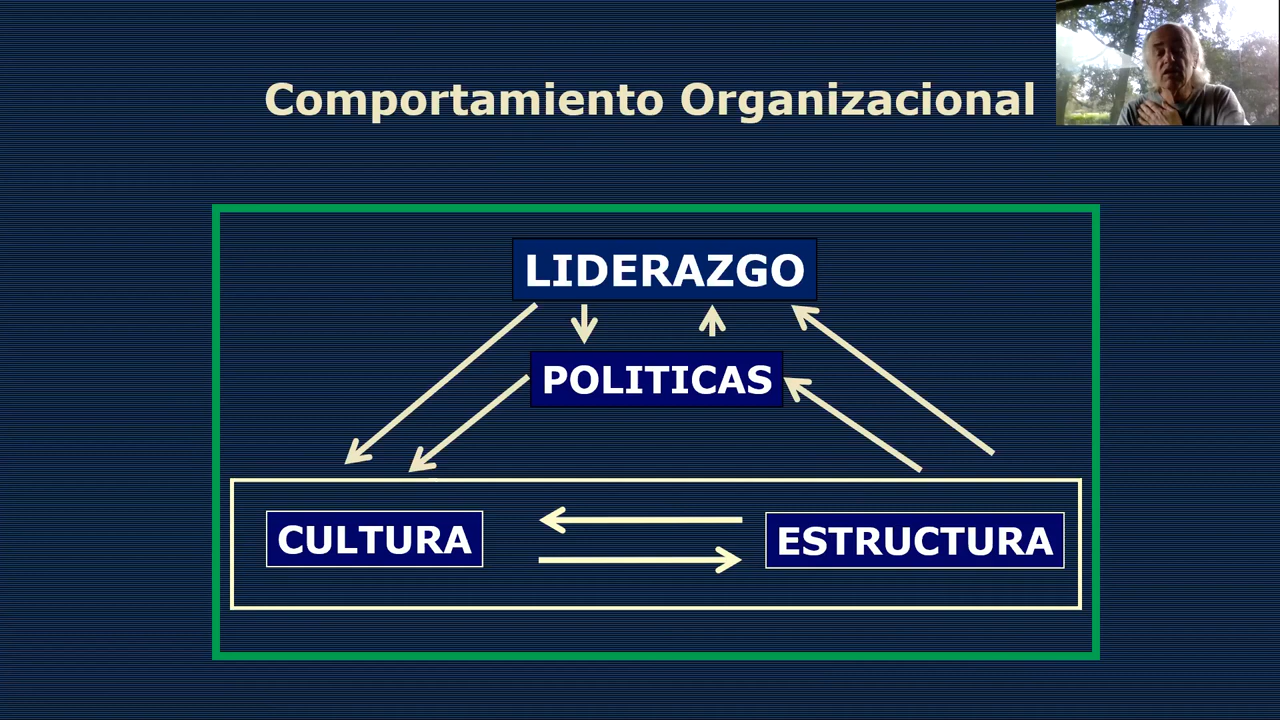 Comportamiento Organizacional
LIDERAZGO
POLITICAS
CULTURA
ESTRUCTURA